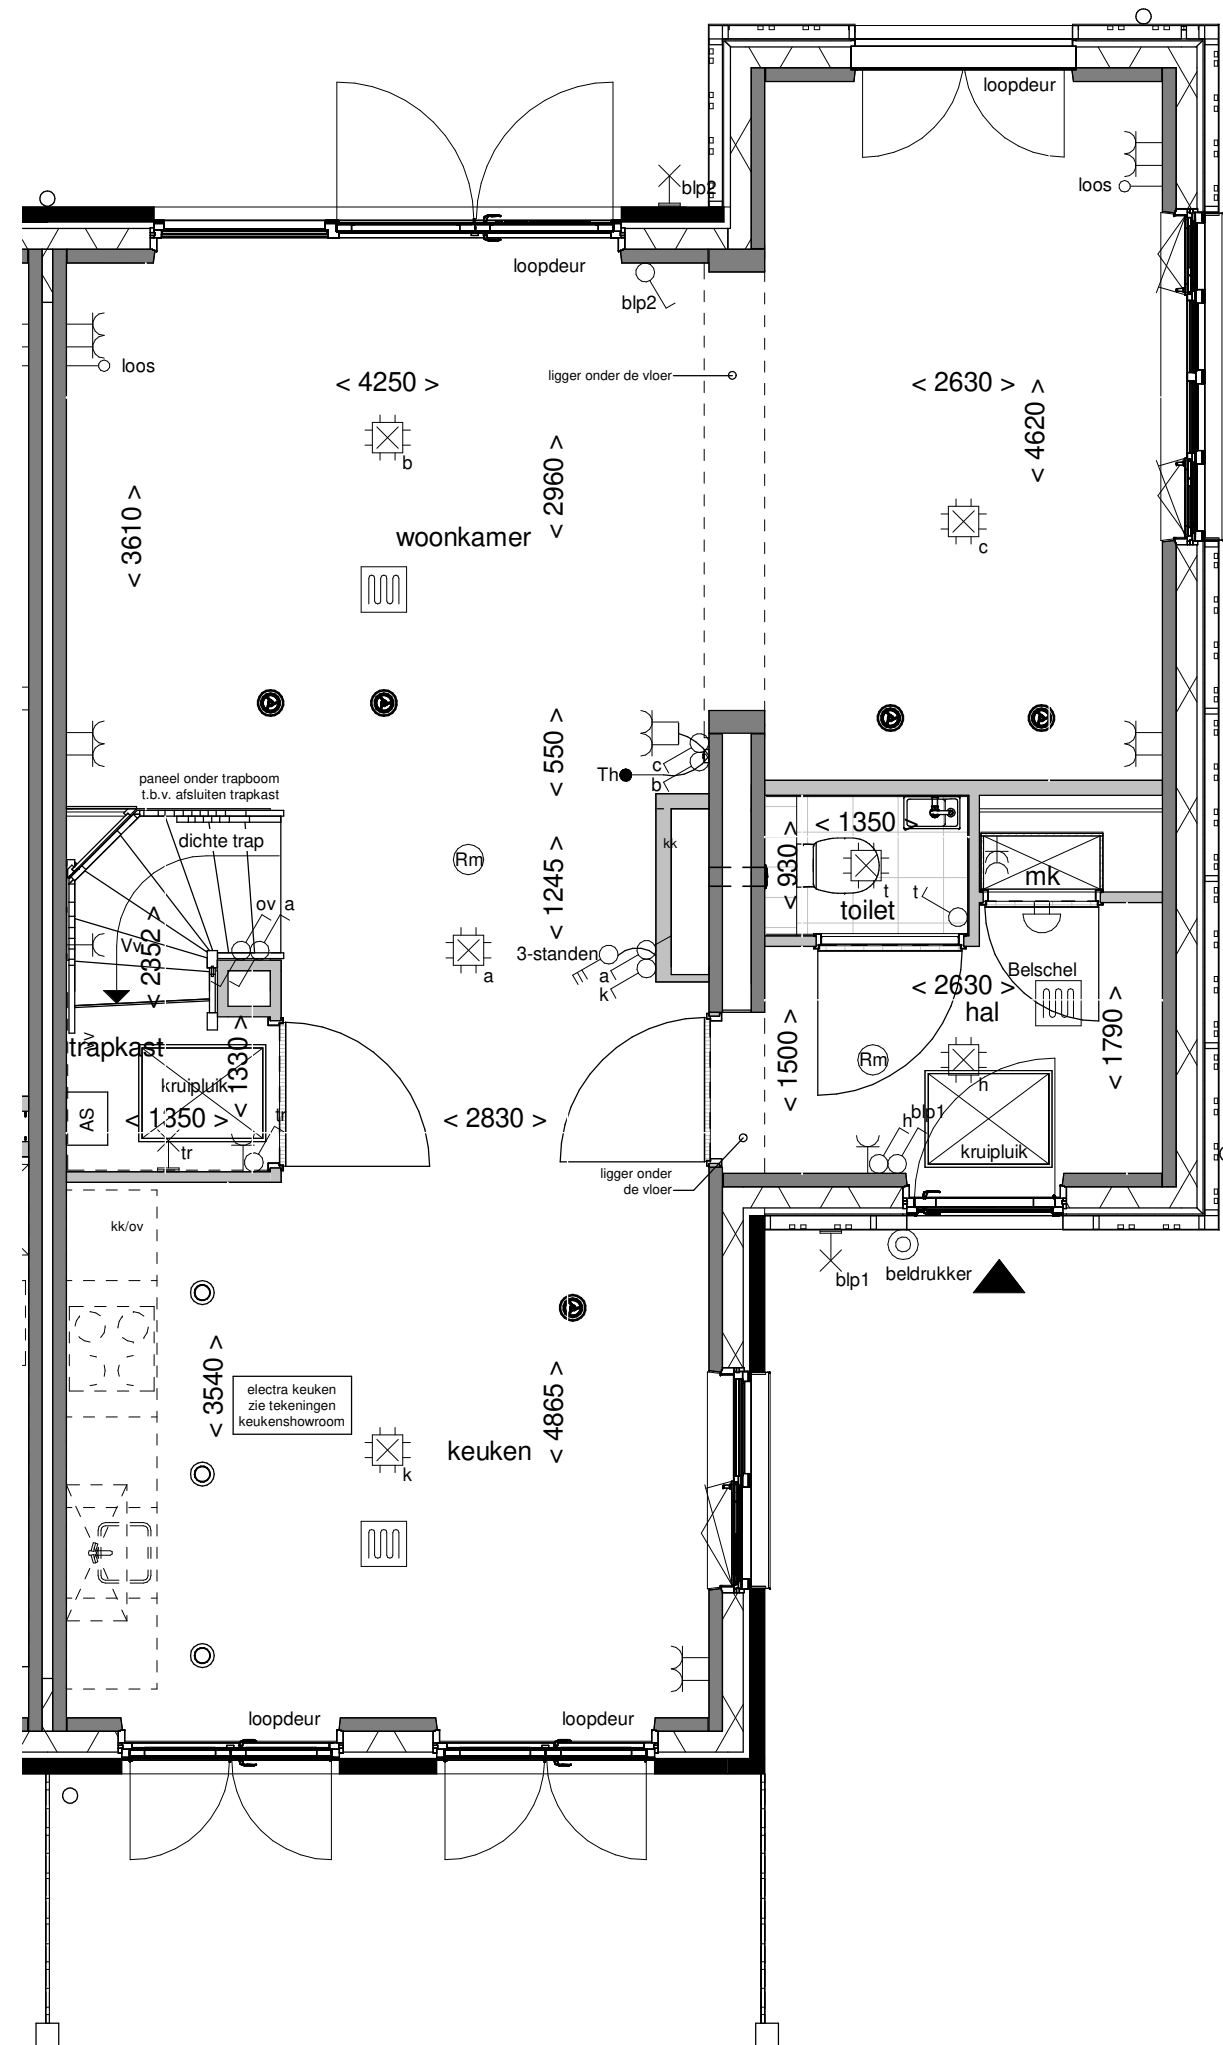 loopdeur
loos
blp2
loopdeur
blp2
loos
ligger onder de vloer
< 4250 >
< 2630 >
< 4620 >
b
< 2960 >
< 3610 >
woonkamer
c
< 550 >
c
b
Th
paneel onder trapboom
t.b.v. afsluiten trapkast
dichte trap
kk
< 1350
< 930 >
t
t
toilet
mk
Rm
< 1245 >
ov
a
Vv
< 2352 >
a
3-standen
a
k
Belschel
< 2630 >
hal
trapkast
vv
< 1330 >
kruipluik
AS
< 1350 >
tr
tr
< 2830 >
< 1500 >
Rm
h
< 1790 >
h
blp1
kruipluik
ligger onder
de vloer
kk/ov
blp1
beldrukker
< 3540 >
electra keuken
zie tekeningen
keukenshowroom
< 4865 >
keuken
k
loopdeur
loopdeur